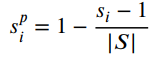 $s_i^p = 1 - \frac{s_i - 1}{|S|}$